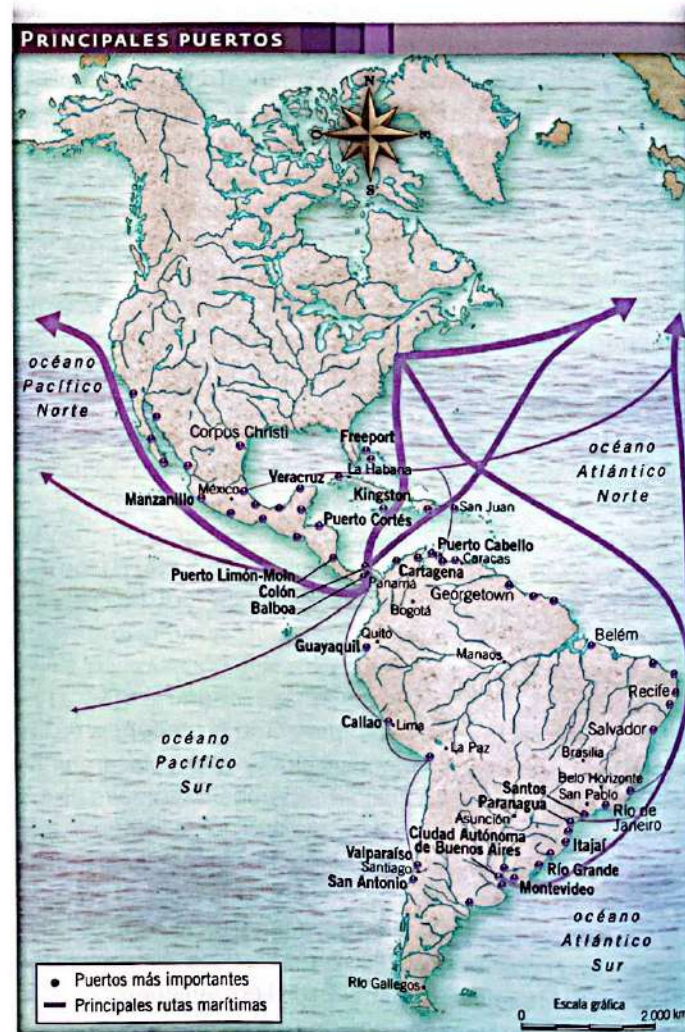 PRINCIPALES PUERTOS
N
O
E
S
océano
Pacífico
Norte
Corpus Christi
Freeport
La Habana
océano
Atlántico
Norte
México
Veracruz
Manzanillo
Kingston
San Juan
Puerto Cortés
Puerto Cabello
Caracas
Puerto Limón-Moín
Cartagena
Colón
Panamá
Georgetown
Balboa
Bogotá
Quito
Guayaquil
Belém
Manaos
Recife
Callao
Lima
océano
Pacífico
Sur
La Paz
Salvador
Brasilia
Belo Horizonte
Santos
San Pablo
Paranagua
Río de
Janeiro
Asunción
Ciudad Autónoma
de Buenos Aires
Itajaí
Valparaíso
Santiago
Río Grande
San Antonio
Montevideo
océano
Atlántico
Sur
Río Gallegos
Puertos más importantes
Principales rutas marítimas
Escala gráfica
0
2.000 km